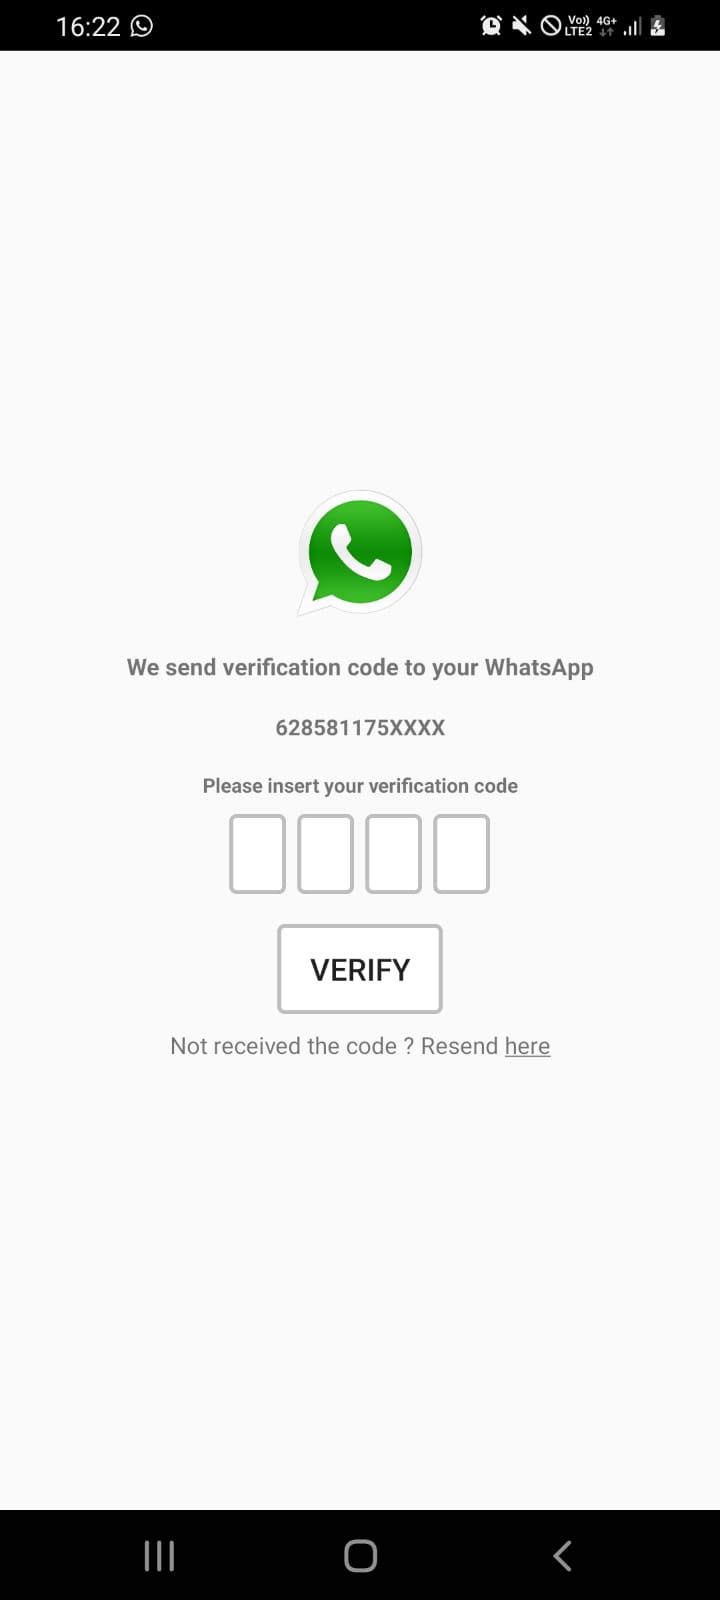 16:22
Vo)) LTE2 4G+
We send verification code to your WhatsApp
628581175XXXX
Please insert your verification code
VERIFY
Not received the code ? Resend here